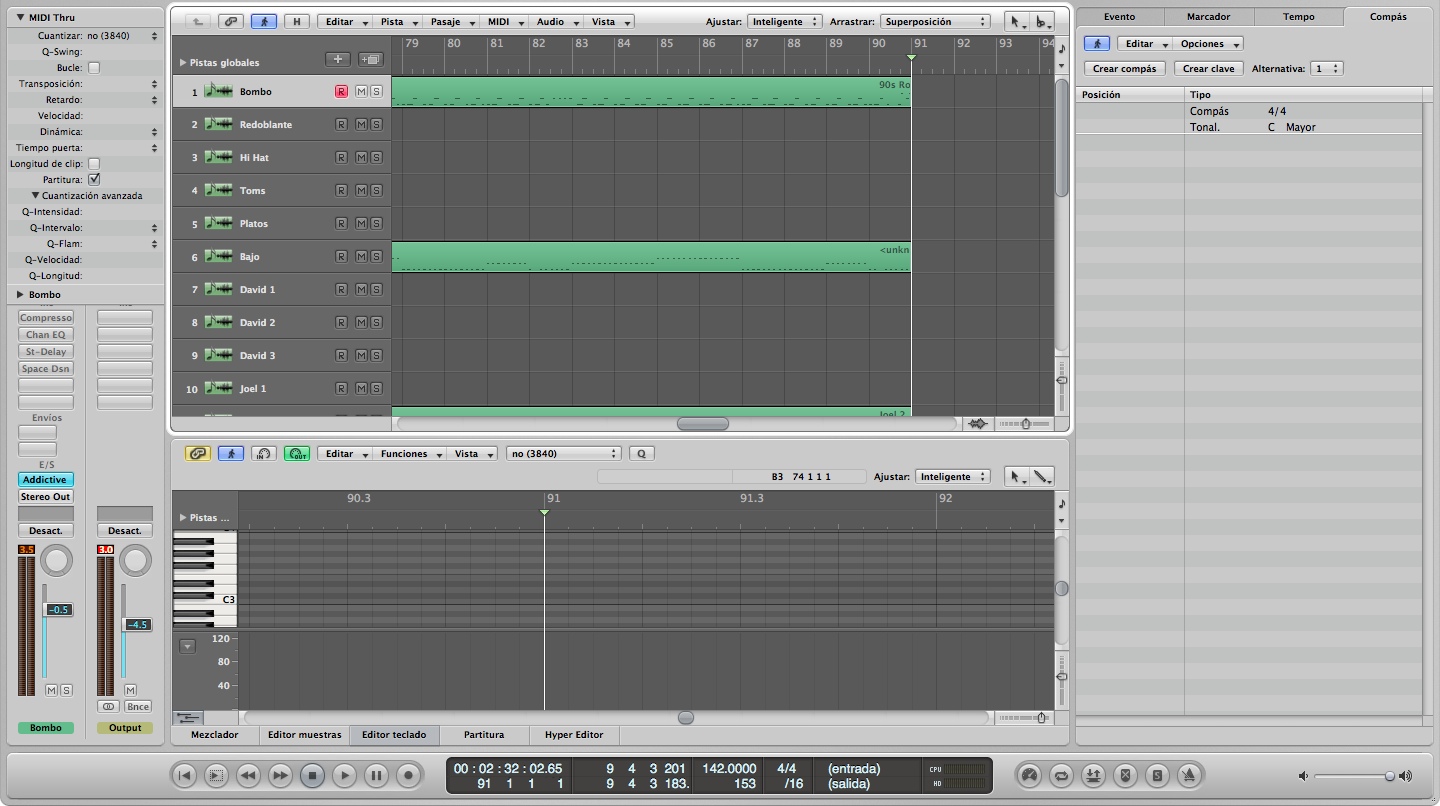 MIDI Thru
Cuantizar: no (3840)
Q-Swing:
Bucle:
Transposición:
Retardo:
Velocidad:
Dinámica:
Tiempo puerta:
Longitud de clip:
Partitura:
Cuantización avanzada
Q-Intensidad:
Q-Intervalo:
Q-Flam:
Q-Velocidad:
Q-Longitud:
Bombo
Compreso
Chan EQ
St-Delay
Space Dsn
Envíos
E/S
Addictive
Stereo Out
Desact. Desact.
3.5 3.0
-0.5
-4.5
M S M
Bnce
Bombo Output
H Editar Pista Pasaje MIDI Audio Vista Ajustar: Inteligente Arrastrar: Superposición
79 80 81 82 83 84 85 86 87 88 89 90 91 92 93 94
Pistas globales
1 Bombo R M S 90s Ro
2 Redoblante R M S
3 Hi Hat R M S
4 Toms R M S
5 Platos R M S
6 Bajo R M S <unkn
7 David 1 R M S
8 David 2 R M S
9 David 3 R M S
10 Joel 1 R M S
Joel 2
IN OUT Editar Funciones Vista no (3840) Q
B3 74 1 1 1 Ajustar: Inteligente
90.3 91 91.3 92
Pistas ...
C3
120
80
40
Mezclador Editor muestras Editor teclado Partitura Hyper Editor
Evento Marcador Tempo Compás
Editar Opciones
Crear compás Crear clave Alternativa: 1
Posición Tipo
Compás 4/4
Tonal. C Mayor
00 : 02 : 32 : 02.65 9 4 3 201 142.0000 4/4 (entrada) CPU
91 1 1 1 9 4 3 183. 153 /16 (salida) HD